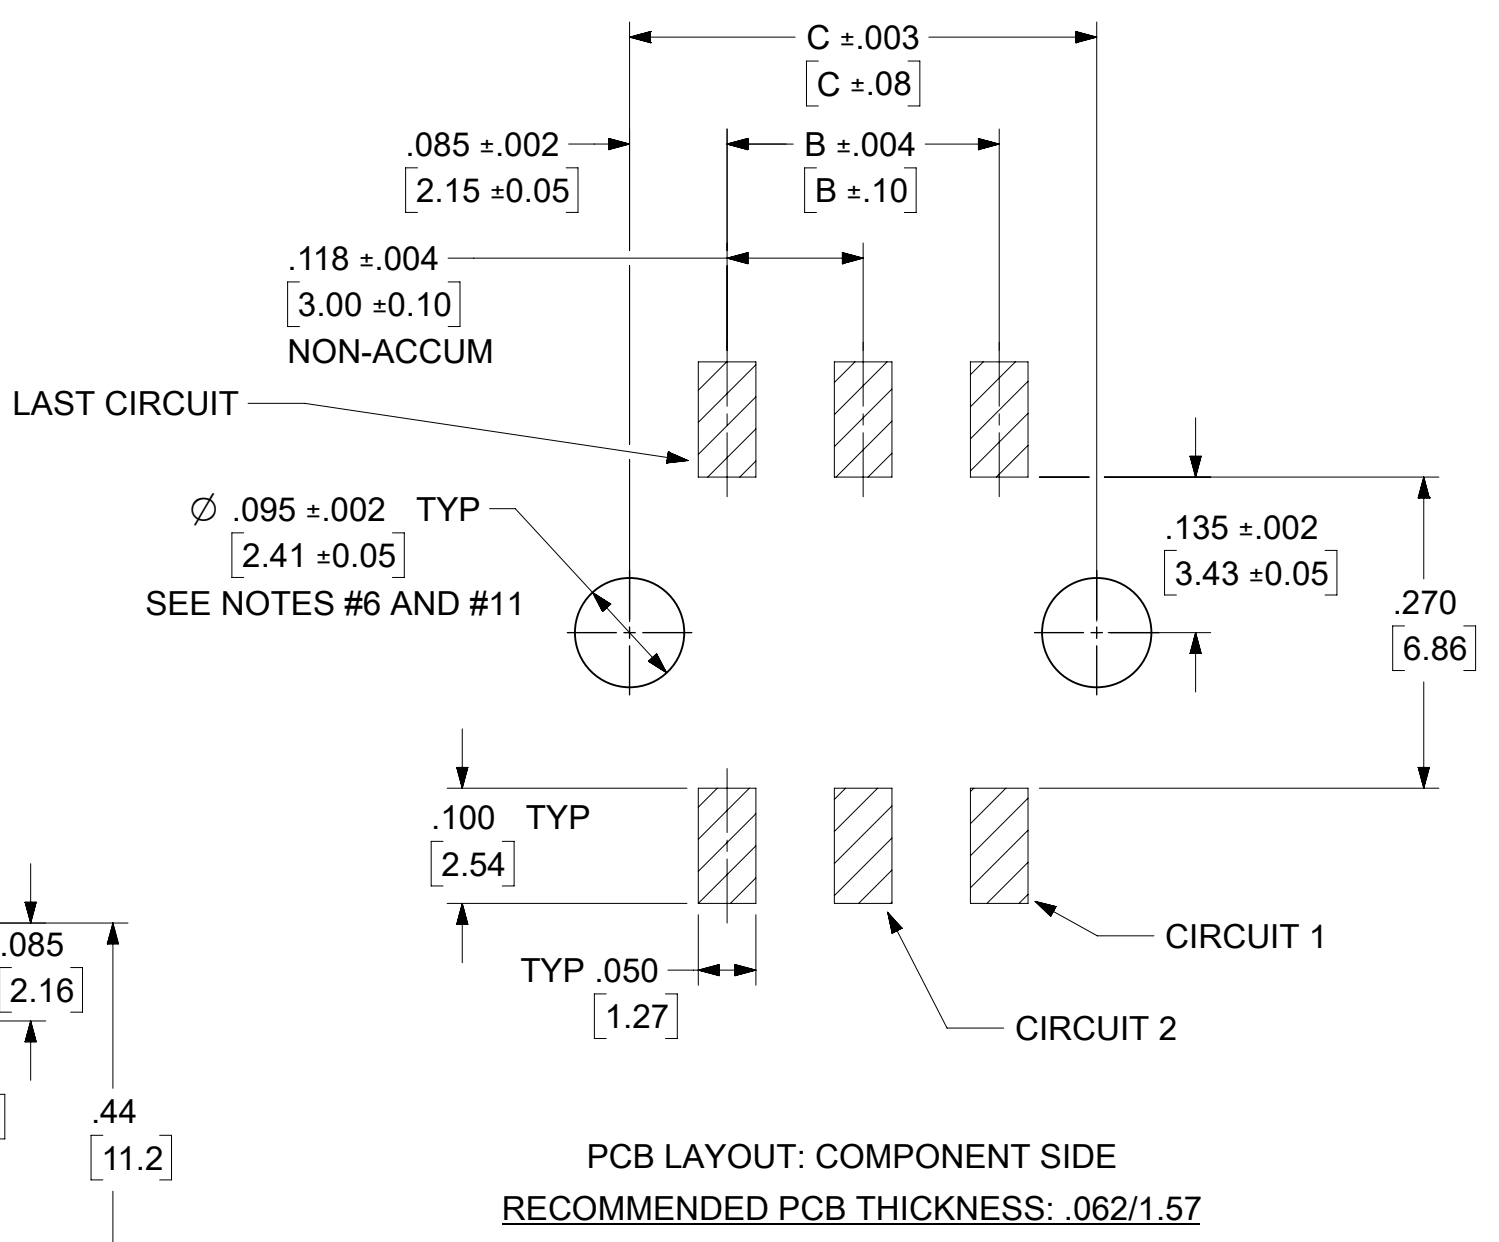 C ±.003
[C ±.08]
.085 ±.002
[2.15 ±0.05]
B ±.004
[B ±.10]
.118 ±.004
[3.00 ±0.10]
NON-ACCUM
LAST CIRCUIT
Ø .095 ±.002 TYP
[2.41 ±0.05]
SEE NOTES #6 AND #11
.135 ±.002
[3.43 ±0.05]
.270
[6.86]
.100 TYP
[2.54]
.085
[2.16]
TYP .050
[1.27]
CIRCUIT 1
CIRCUIT 2
.44
[11.2]
PCB LAYOUT: COMPONENT SIDE
RECOMMENDED PCB THICKNESS: .062/1.57